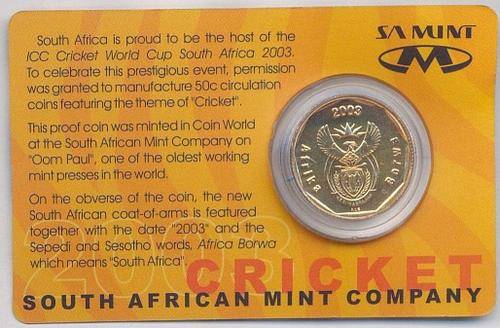 South Africa is proud to be the host of the
ICC Cricket World Cup South Africa 2003.
To celebrate this prestigious event, permission
was granted to manufacture 50c circulation
coins featuring the theme of "Cricket".
This proof coin was minted in Coin World
at the South African Mint Company on
"Oom Paul", one of the oldest working
mint presses in the world.
On the obverse of the coin, the new
South African coat-of-arms is featured
together with the date "2003" and the
Sepedi and Sesotho words, Africa Borwa
which means "South Africa".
SA MINT
2003
Afrika
Borwa
2003
CRICKET
SOUTH AFRICAN MINT COMPANY